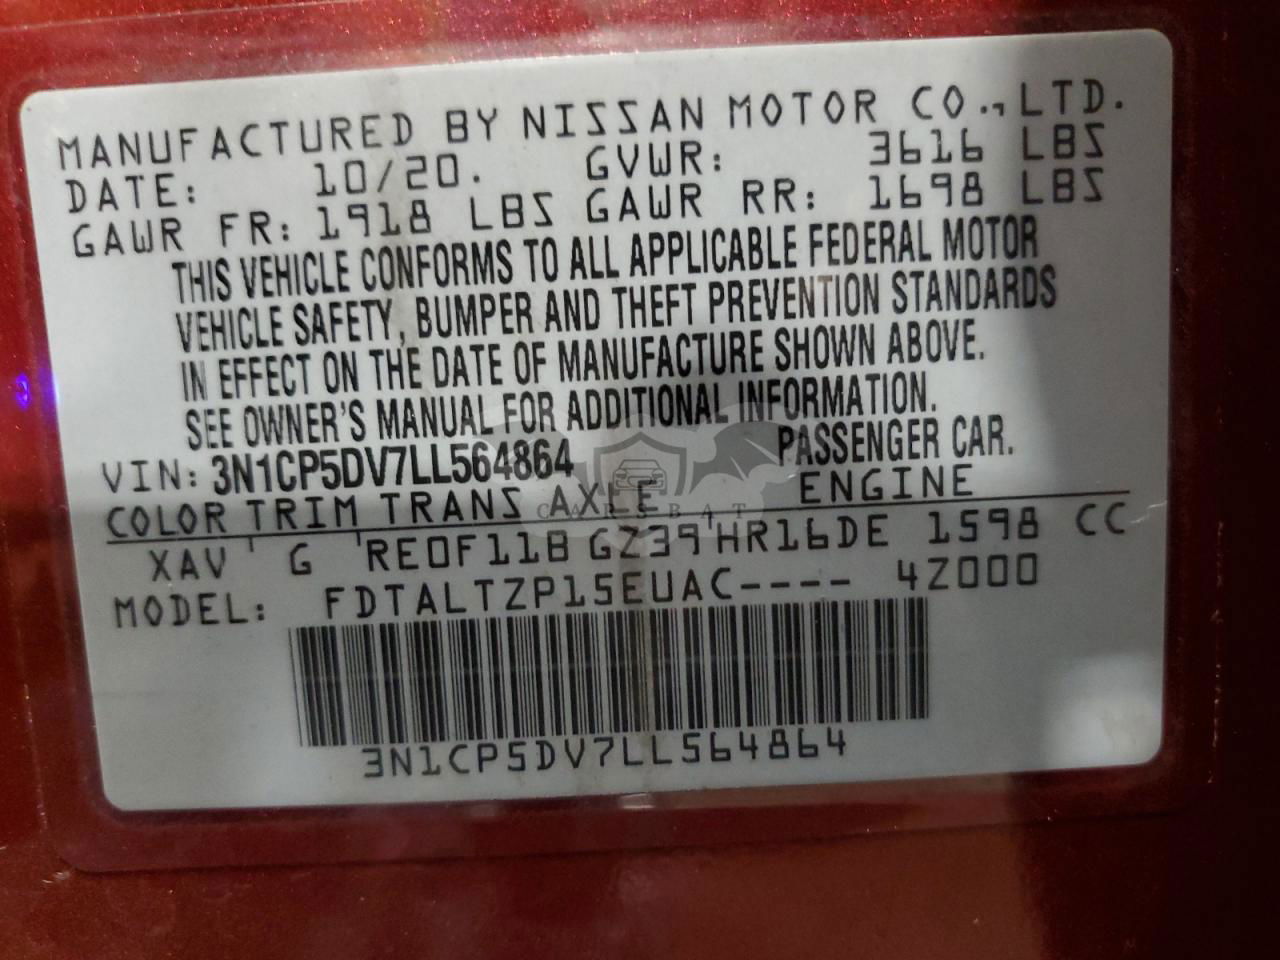 MANUFACTURED BY NISSAN MOTOR CO., LTD.
DATE: 10/20. GVWR: 3616 LBS
GAWR FR: 1918 LBS GAWR RR: 1698 LBS
THIS VEHICLE CONFORMS TO ALL APPLICABLE FEDERAL MOTOR
VEHICLE SAFETY, BUMPER AND THEFT PREVENTION STANDARDS
IN EFFECT ON THE DATE OF MANUFACTURE SHOWN ABOVE.
SEE OWNER'S MANUAL FOR ADDITIONAL INFORMATION.
VIN: 3N1CP5DV7LL564864 PASSENGER CAR.
COLOR TRIM TRANS AXLE ENGINE
CARSBAT
XAV G RE0F11B GZ39 HR16DE 1598 CC
MODEL: FDTALTZP15EUAC---- 4Z000
3N1CP5DV7LL564864